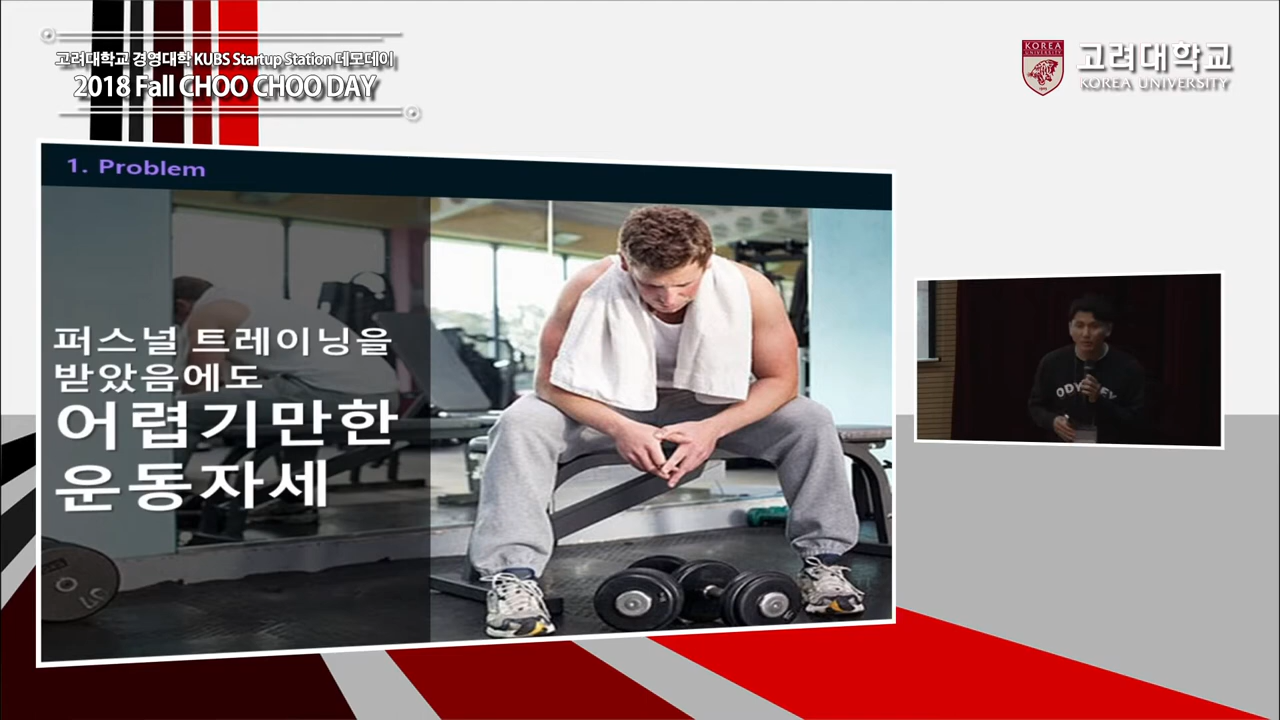 고려대학교 경영대학 KUBS Startup Station 데모데이
2018 Fall CHOO CHOO DAY
KOREA
UNIVERSITY
고려대학교
KOREA UNIVERSITY
1. Problem
퍼스널 트레이닝을
받았음에도
어렵기만한
운동자세